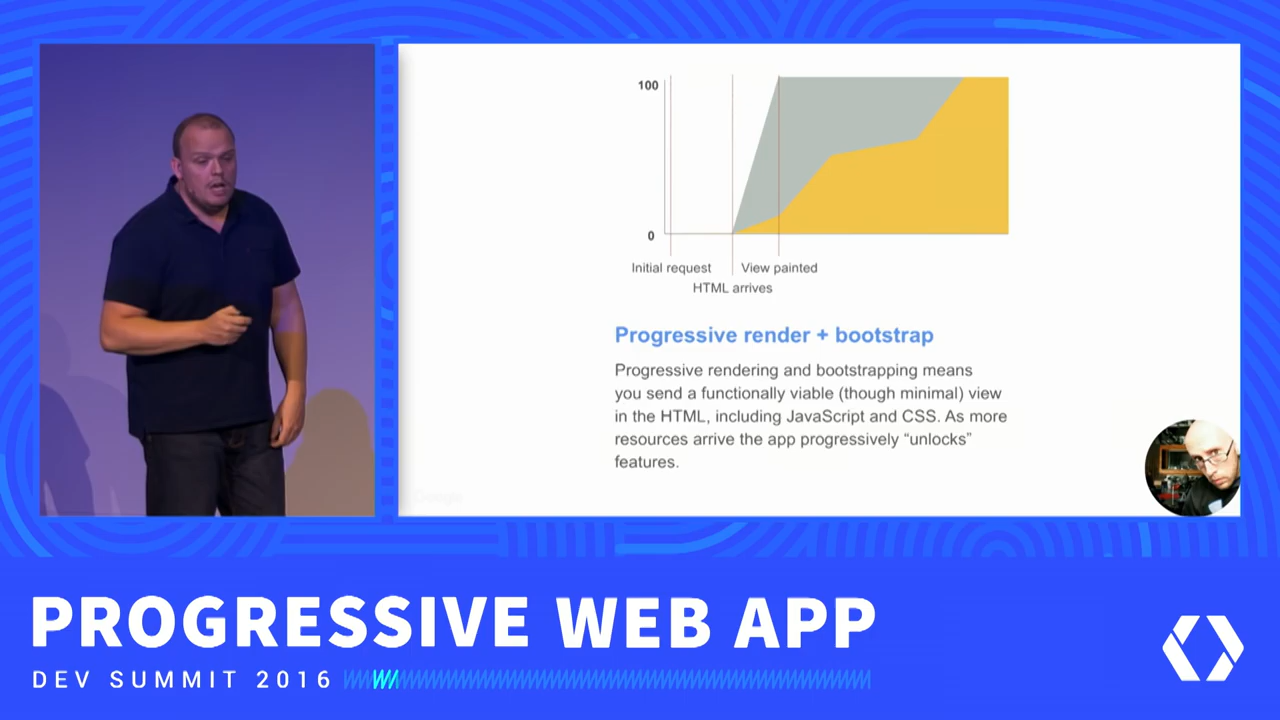 100
0
Initial request
View painted
HTML arrives
Progressive render + bootstrap
Progressive rendering and bootstrapping means
you send a functionally viable (though minimal) view
in the HTML, including JavaScript and CSS. As more
resources arrive the app progressively “unlocks”
features.
PROGRESSIVE WEB APP
DEV SUMMIT 2016